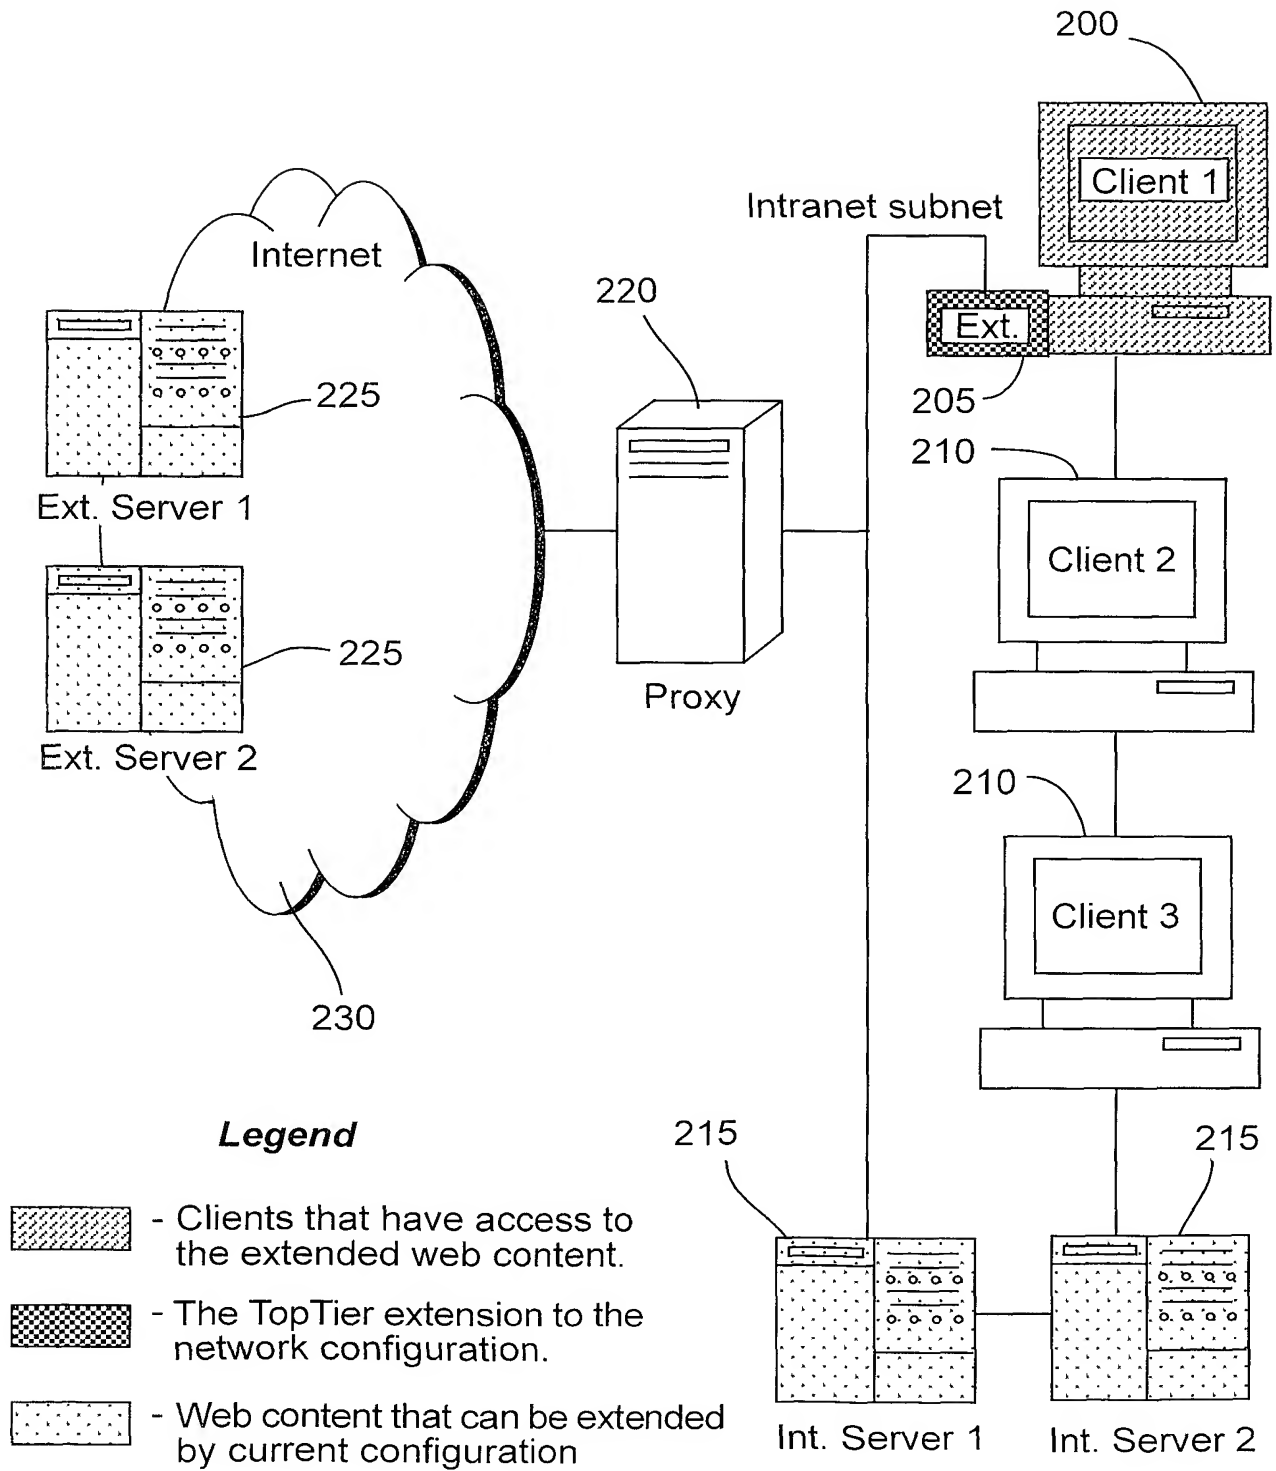 200
Client 1
Intranet subnet
Internet
220
Ext.
225
205
210
Ext. Server 1
Client 2
225
Proxy
Ext. Server 2
210
Client 3
230
Legend
215
215
- Clients that have access to
the extended web content.
- The TopTier extension to the
network configuration.
- Web content that can be extended
by current configuration
Int. Server 1
Int. Server 2